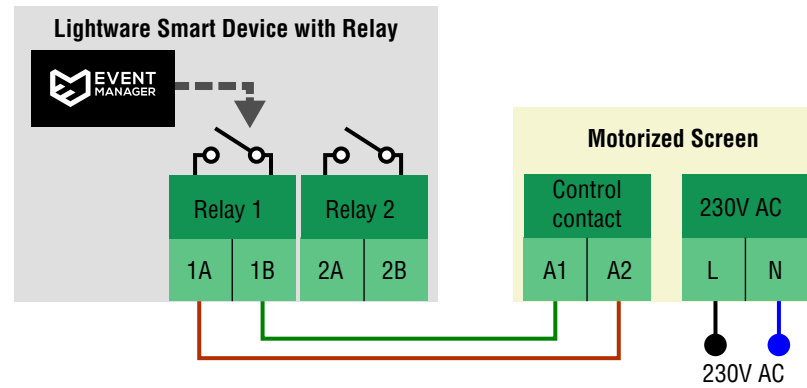 Lightware Smart Device with Relay
EVENT
MANAGER
Motorized Screen
Relay 1
Relay 2
Control
contact
230V AC
1A
1B
2A
2B
A1
A2
L
N
230V AC